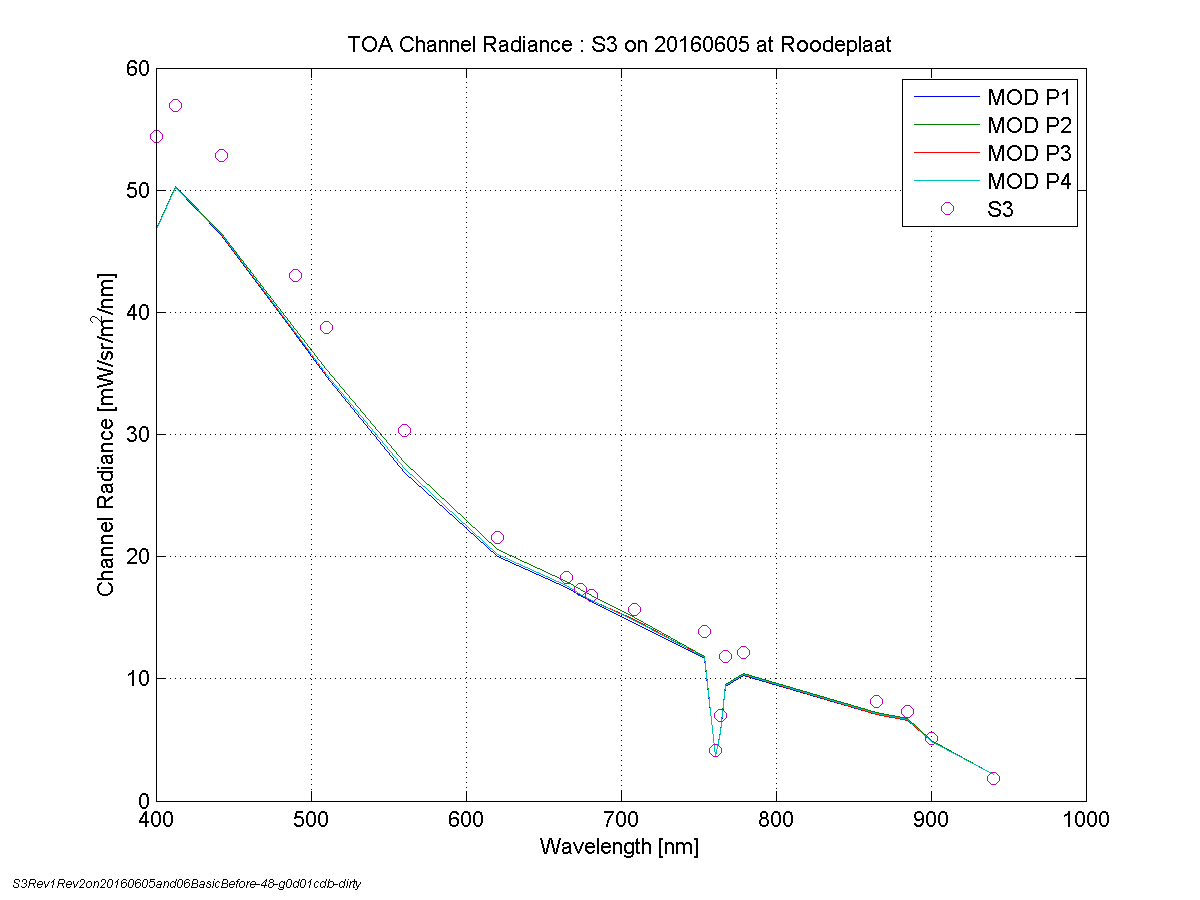 TOA Channel Radiance : S3 on 20160605 at Roodeplaat
60
50
40
30
20
10
0
Channel Radiance [mW/sr/m²/nm]
MOD P1
MOD P2
MOD P3
MOD P4
S3
400 500 600 700 800 900 1000
Wavelength [nm]
S3Rev1Rev2on20160605and06BasicBefore-48-g0d01cdb-dirty